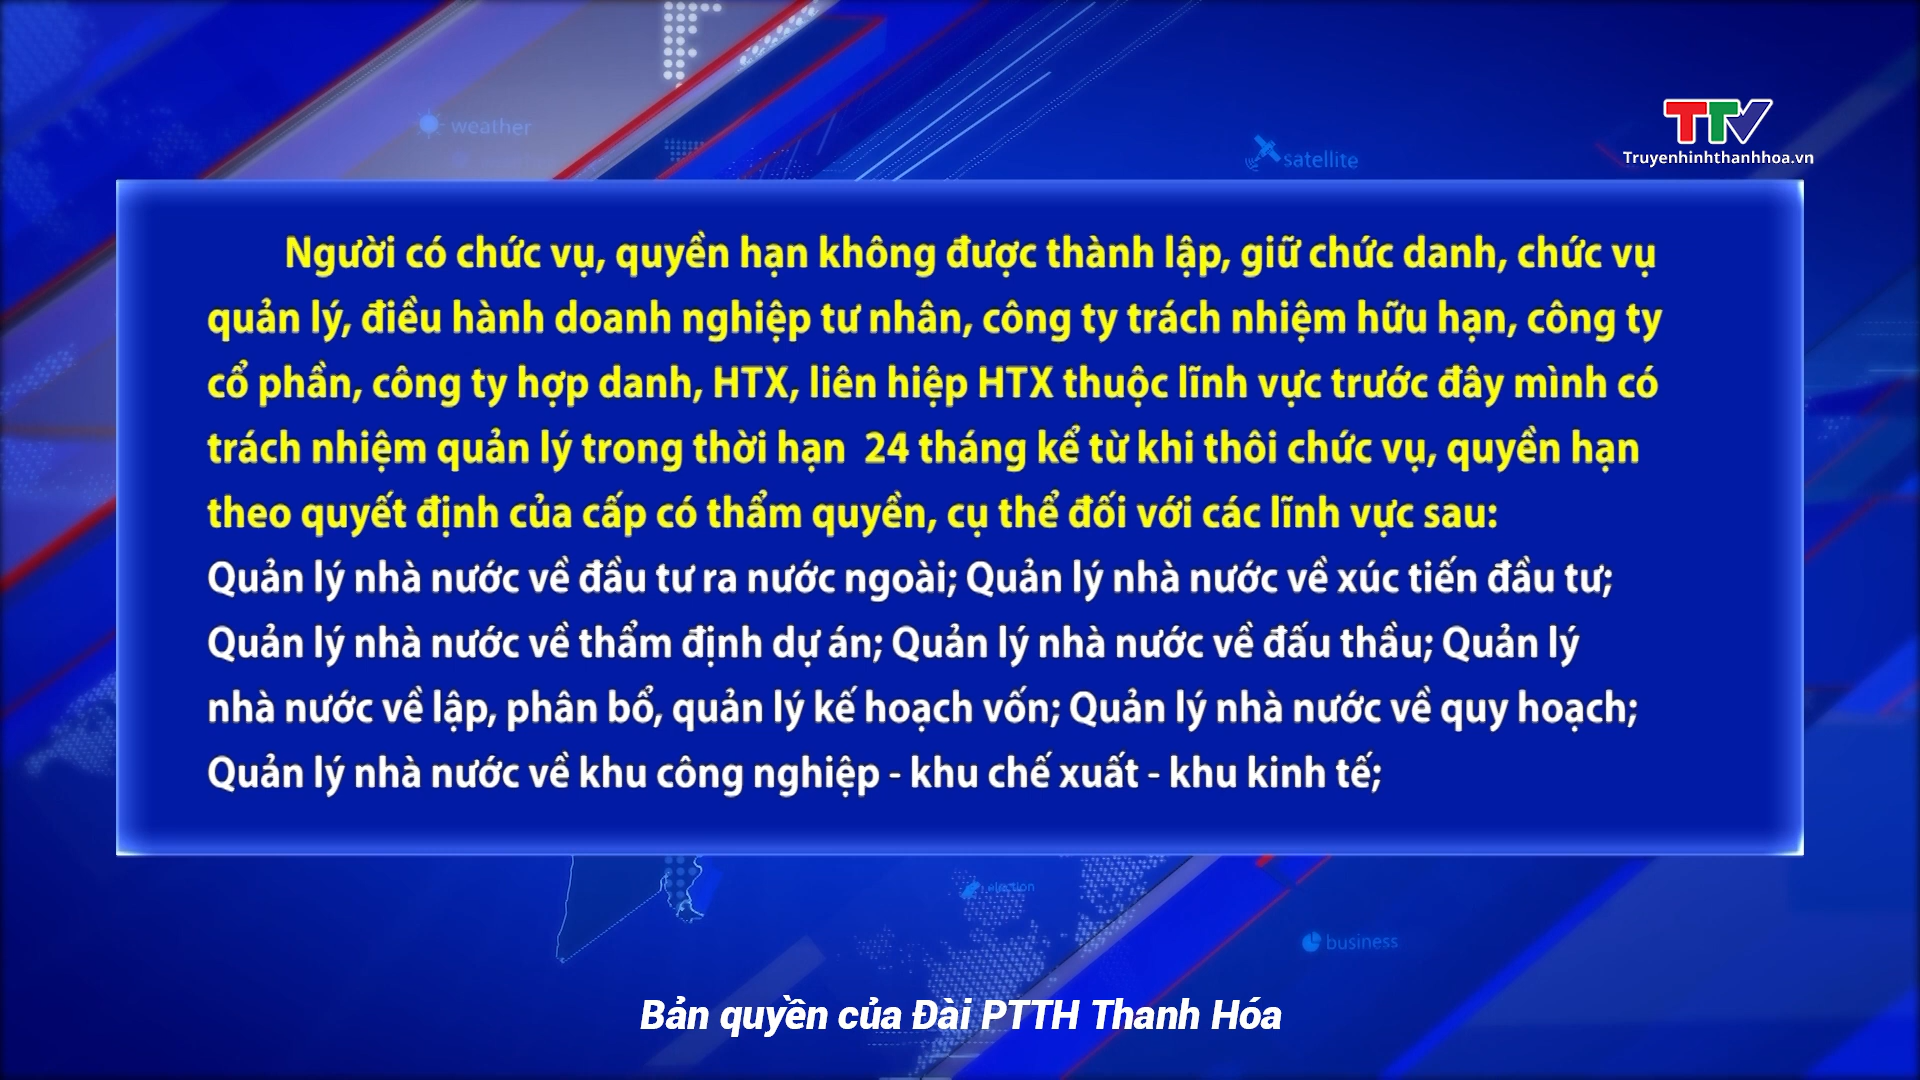 weather
satellite
TTV
Truyenhinhthanhhoa.vn
Người có chức vụ, quyền hạn không được thành lập, giữ chức danh, chức vụ
quản lý, điều hành doanh nghiệp tư nhân, công ty trách nhiệm hữu hạn, công ty
cổ phần, công ty hợp danh, HTX, liên hiệp HTX thuộc lĩnh vực trước đây mình có
trách nhiệm quản lý trong thời hạn 24 tháng kể từ khi thôi chức vụ, quyền hạn
theo quyết định của cấp có thẩm quyền, cụ thể đối với các lĩnh vực sau:
Quản lý nhà nước về đầu tư ra nước ngoài; Quản lý nhà nước về xúc tiến đầu tư;
Quản lý nhà nước về thẩm định dự án; Quản lý nhà nước về đấu thầu; Quản lý
nhà nước về lập, phân bổ, quản lý kế hoạch vốn; Quản lý nhà nước về quy hoạch;
Quản lý nhà nước về khu công nghiệp - khu chế xuất - khu kinh tế;
election
business
Bản quyền của Đài PTTH Thanh Hóa